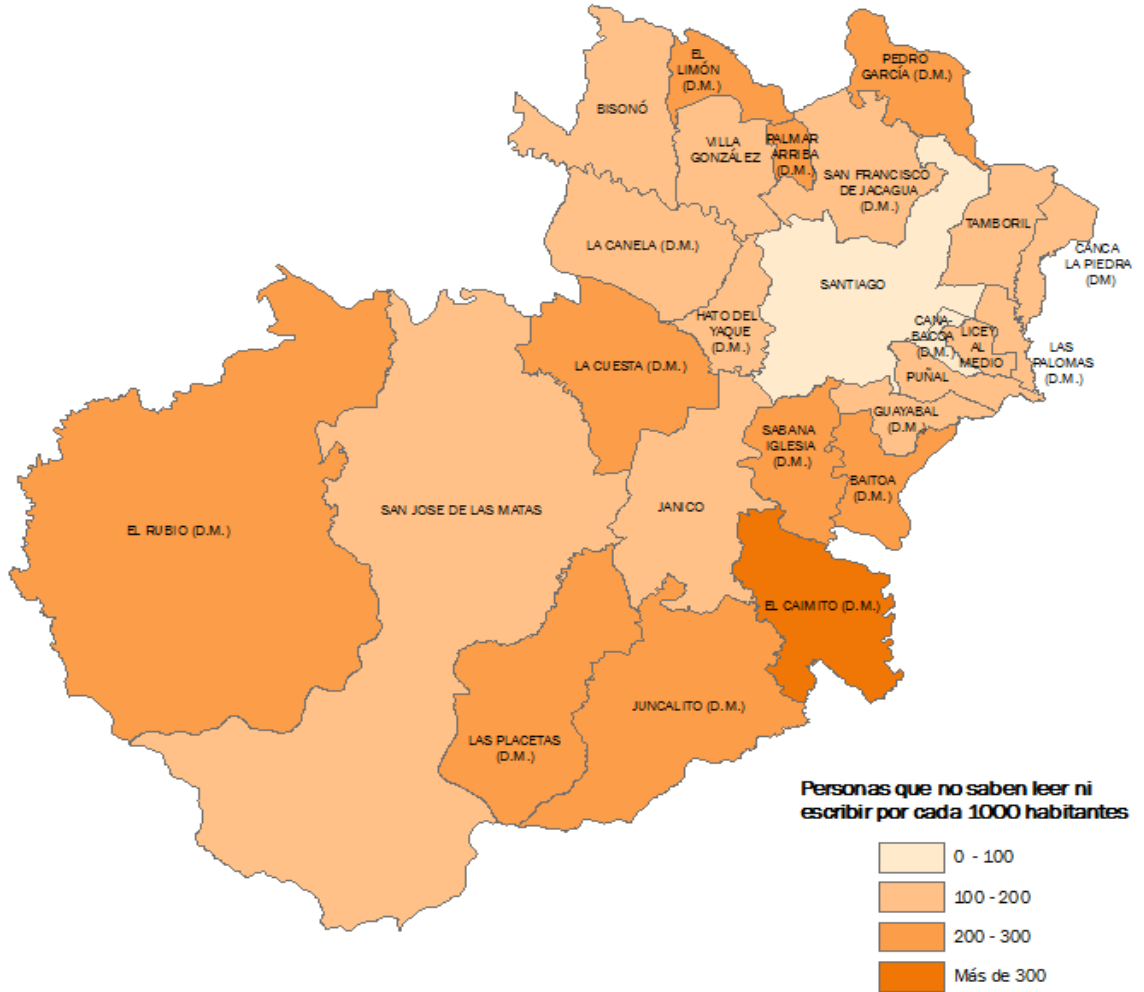 EL
LIMÓN
(D.M.)
PEDRO
GARCÍA (D.M.)
BISONÓ
VILLA
GONZÁLEZ
PALMAR
ARRIBA
(D.M.)
SAN FRANCISCO
DE JACAGUA
(D.M.)
TAMBORIL
LA CANELA (D.M.)
CANCA
LA PIEDRA
(DM)
SANTIAGO
HATO DEL
YAQUE
(D.M.)
CANA-
BACOA
(D.M.)
LICEY
AL
MEDIO
LAS
PALOMAS
(D.M.)
LA CUESTA (D.M.)
PUÑAL
GUAYABAL
(D.M.)
SABANA
IGLESIA
(D.M.)
BAITOA
(D.M.)
JANICO
SAN JOSE DE LAS MATAS
EL RUBIO (D.M.)
EL CAIMITO (D.M.)
JUNCALITO (D.M.)
LAS PLACETAS
(D.M.)
Personas que no saben leer ni
escribir por cada 1000 habitantes
0 - 100
100 - 200
200 - 300
Más de 300